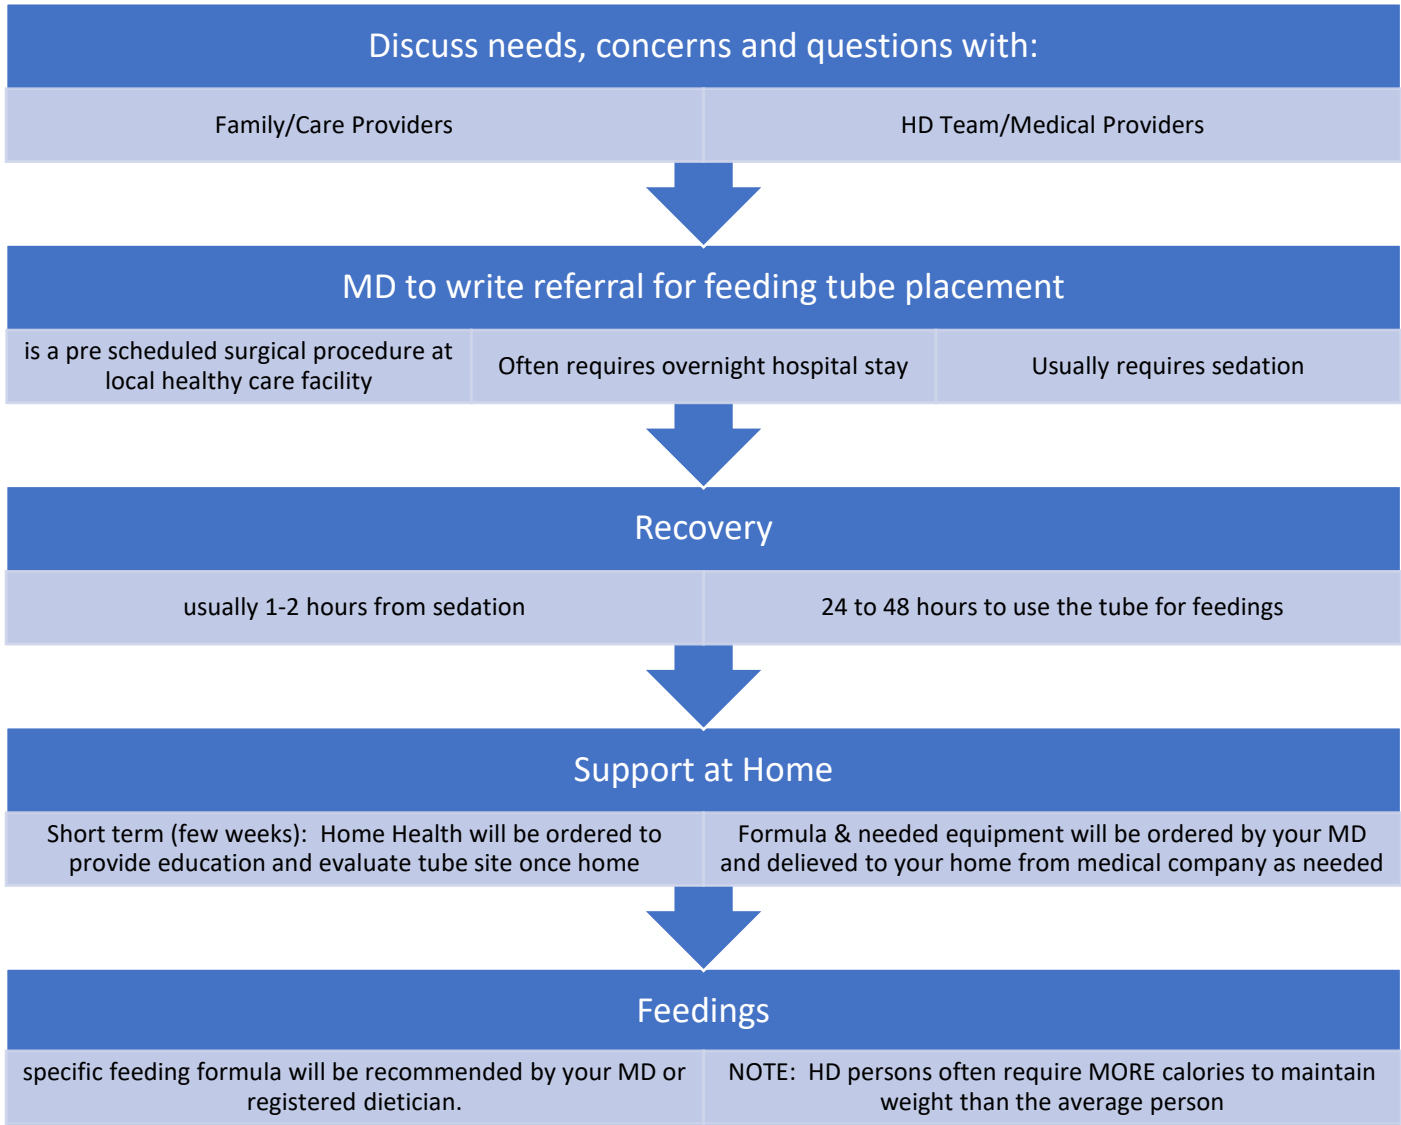 Discuss needs, concerns and questions with:
Family/Care Providers
HD Team/Medical Providers
MD to write referral for feeding tube placement
is a pre scheduled surgical procedure at
local healthy care facility
Often requires overnight hospital stay
Usually requires sedation
Recovery
usually 1-2 hours from sedation
24 to 48 hours to use the tube for feedings
Support at Home
Short term (few weeks):  Home Health will be ordered to
provide education and evaluate tube site once home
Formula & needed equipment will be ordered by your MD
and delieved to your home from medical company as needed
Feedings
specific feeding formula will be recommended by your MD or
registered dietician.
NOTE:  HD persons often require MORE calories to maintain
weight than the average person